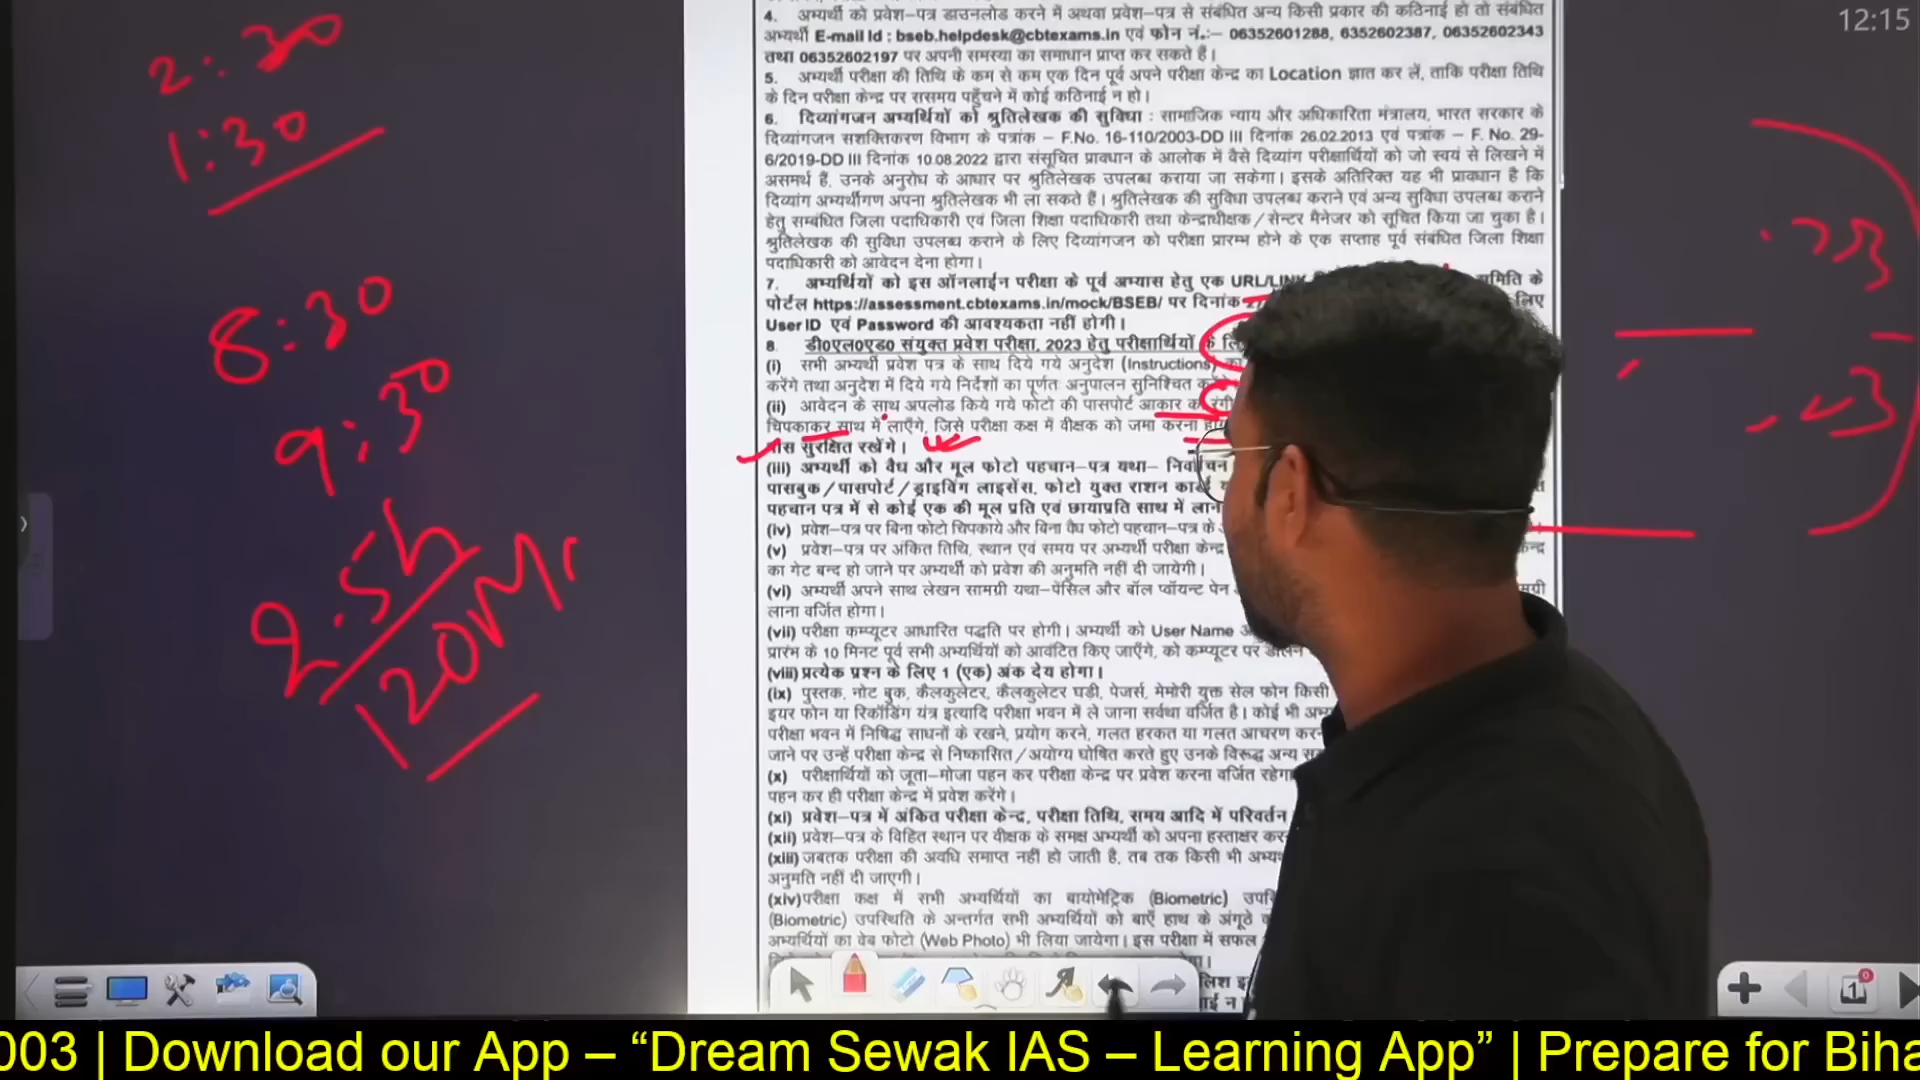 12:15
2:30
1:30
8:30
9:30
2.5h
120M
4. अभ्यर्थी को प्रवेश-पत्र डाउनलोड करने में अथवा प्रवेश-पत्र से संबंधित अन्य किसी प्रकार की कठिनाई हो तो संबंधित
अभ्यर्थी E-mail Id : bseb.helpdesk@cbtexams.in एवं फोन नं.:– 06352601288, 6352602387, 06352602343
तथा 06352602197 पर अपनी समस्या का समाधान प्राप्त कर सकते हैं।
5. अभ्यर्थी परीक्षा की तिथि के कम से कम एक दिन पूर्व अपने परीक्षा केन्द्र का Location ज्ञात कर लें, ताकि परीक्षा तिथि
के दिन परीक्षा केन्द्र पर ससमय पहुँचने में कोई कठिनाई न हो।
6. दिव्यांगजन अभ्यर्थियों को श्रुतिलेखक की सुविधा : सामाजिक न्याय और अधिकारिता मंत्रालय, भारत सरकार के
दिव्यांगजन सशक्तिकरण विभाग के पत्रांक – F.No. 16-110/2003-DD III दिनांक 26.02.2013 एवं पत्रांक – F. No. 29-
6/2019-DD III दिनांक 10.08.2022 द्वारा संसूचित प्रावधान के आलोक में वैसे दिव्यांग परीक्षार्थियों को जो स्वयं से लिखने में
असमर्थ हैं, उनके अनुरोध के आधार पर श्रुतिलेखक उपलब्ध कराया जा सकेगा। इसके अतिरिक्त यह भी प्रावधान है कि
दिव्यांग अभ्यर्थीगण अपना श्रुतिलेखक भी ला सकते हैं। श्रुतिलेखक की सुविधा उपलब्ध कराने एवं अन्य सुविधा उपलब्ध कराने
हेतु सम्बंधित जिला पदाधिकारी एवं जिला शिक्षा पदाधिकारी तथा केन्द्राधीक्षक/सेन्टर मैनेजर को सूचित किया जा चुका है।
श्रुतिलेखक की सुविधा उपलब्ध कराने के लिए दिव्यांगजन को परीक्षा प्रारम्भ होने के एक सप्ताह पूर्व संबंधित जिला शिक्षा
पदाधिकारी को आवेदन देना होगा।
7. अभ्यर्थियों को इस ऑनलाईन परीक्षा के पूर्व अभ्यास हेतु एक URL/LINK समिति के
पोर्टल https://assessment.cbtexams.in/mock/BSEB/ पर दिनांक लिए
User ID एवं Password की आवश्यकता नहीं होगी।
8. डी०एल०एड० संयुक्त प्रवेश परीक्षा, 2023 हेतु परीक्षार्थियों के
(i) सभी अभ्यर्थी प्रवेश पत्र के साथ दिये गये अनुदेश (Instructions) का
करेंगे तथा अनुदेश में दिये गये निर्देशों का पूर्णतः अनुपालन सुनिश्चित करेंगे
(ii) आवेदन के साथ अपलोड किये गये फोटो की पासपोर्ट आकार के
चिपकाकर साथ में लाएँगे, जिसे परीक्षा कक्ष में वीक्षक को जमा करना
पास सुरक्षित रखेंगे।
(iii) अभ्यर्थी को वैध और मूल फोटो पहचान-पत्र यथा– निर्वाचन
पासबुक/पासपोर्ट/ड्राइविंग लाइसेंस, फोटो युक्त राशन कार्ड
पहचान पत्र में से कोई एक की मूल प्रति एवं छायाप्रति साथ में
(iv) प्रवेश-पत्र पर बिना फोटो चिपकाये और बिना वैध फोटो पहचान-पत्र के
(v) प्रवेश-पत्र पर अंकित तिथि, स्थान एवं समय पर अभ्यर्थी परीक्षा केन्द्र केन्द्र
का गेट बन्द हो जाने पर अभ्यर्थी को प्रवेश की अनुमति नहीं दी जायेगी।
(vi) अभ्यर्थी अपने साथ लेखन सामग्री यथा-पेंसिल और बॉल प्वॉयन्ट पेन
लाना वर्जित होगा।
(vii) परीक्षा कम्प्यूटर आधारित पद्धति पर होगी। अभ्यर्थी को User Name
प्रारंभ के 10 मिनट पूर्व सभी अभ्यर्थियों को आवंटित किए जाएँगे, को कम्प्यूटर पर
(viii) प्रत्येक प्रश्न के लिए 1 (एक) अंक देय होगा।
(ix) पुस्तक, नोट बुक, कैलकुलेटर, कैलकुलेटर घड़ी, पेजर्स, मेमोरी युक्त सेल फोन किसी
इयर फोन या रिकॉडिंग यंत्र इत्यादि परीक्षा भवन में ले जाना सर्वथा वर्जित है। कोई भी
परीक्षा भवन में निषिद्ध साधनों के रखने, प्रयोग करने, गलत हरकत या गलत आचरण
जाने पर उन्हें परीक्षा केन्द्र से निष्कासित/अयोग्य घोषित करते हुए उनके विरूद्ध अन्य
(x) परीक्षार्थियों को जूता-मोजा पहन कर परीक्षा केन्द्र पर प्रवेश करना वर्जित
पहन कर ही परीक्षा केन्द्र में प्रवेश करेंगे।
(xi) प्रवेश-पत्र में अंकित परीक्षा केन्द्र, परीक्षा तिथि, समय आदि में परिवर्तन
(xii) प्रवेश-पत्र के विहित स्थान पर वीक्षक के समक्ष अभ्यर्थी को अपना हस्ताक्षर
(xiii) जबतक परीक्षा की अवधि समाप्त नहीं हो जाती है, तब तक किसी भी
अनुमति नहीं दी जाएगी।
(xiv) परीक्षा कक्ष में सभी अभ्यर्थियों का बायोमेट्रिक (Biometric)
(Biometric) उपस्थिति के अन्तर्गत सभी अभ्यर्थियों को बाएँ हाथ के अंगूठे
अभ्यर्थियों का वेब फोटो (Web Photo) भी लिया जायेगा। इस परीक्षा में सफल
003 | Download our App – “Dream Sewak IAS – Learning App” | Prepare for Biha